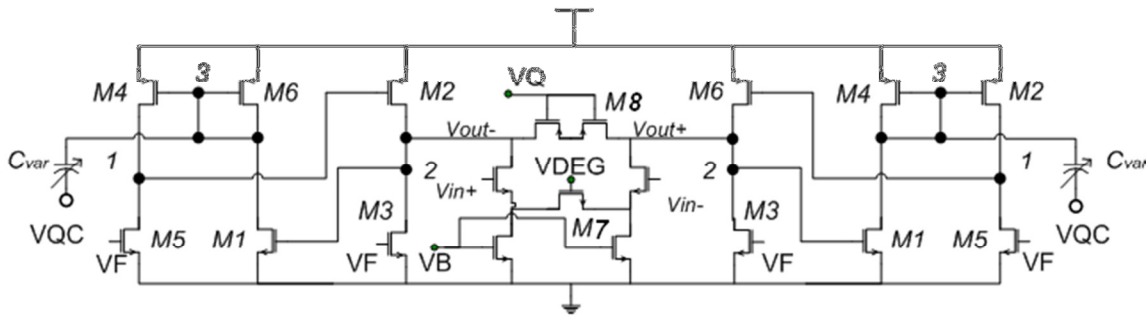 VQ
3
3
M4
M6
M2
M8
M6
M4
M2
Vout-
Vout+
Cvar
1
VDEG
1
Cvar
2
Vin+
2
Vin-
VQC
M5
M1
M3
M7
M3
M1
M5
VQC
VF
VF
VB
VF
VF